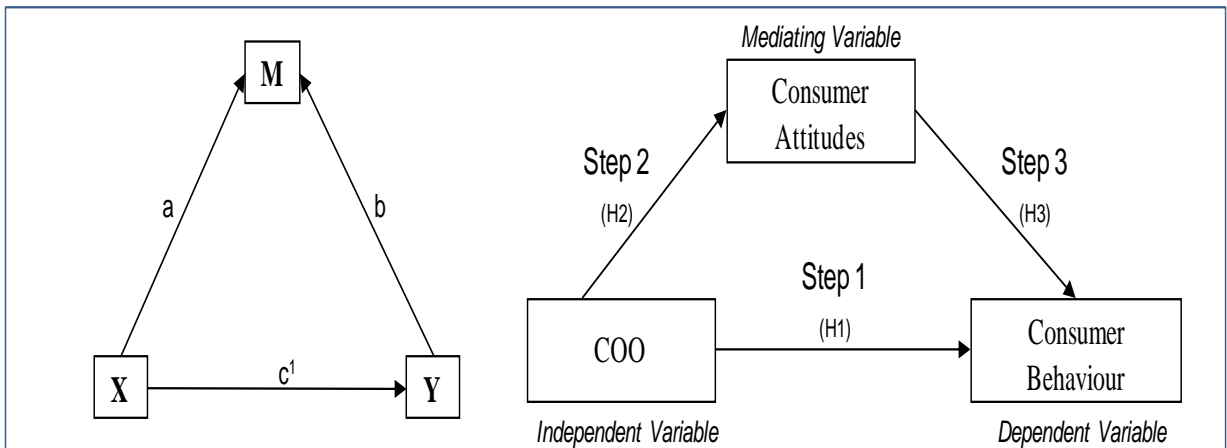 M
a
b
X
c¹
Y
Mediating Variable
Consumer
Attitudes
Step 2
(H2)
Step 3
(H3)
Step 1
(H1)
COO
Consumer
Behaviour
Independent Variable
Dependent Variable